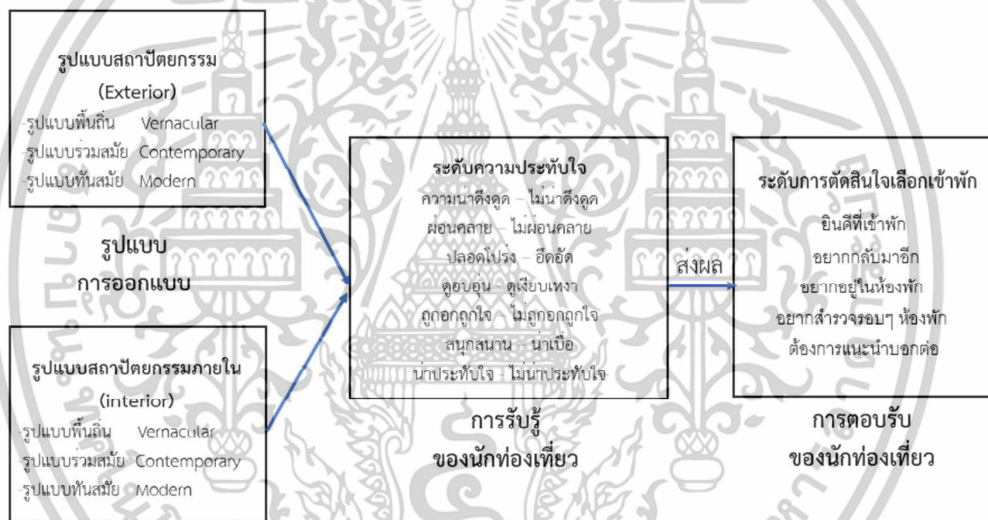 รูปแบบสถาปัตยกรรม
(Exterior)
-รูปแบบพื้นถิ่น Vernacular
-รูปแบบร่วมสมัย Contemporary
-รูปแบบทันสมัย Modern
รูปแบบ
การออกแบบ
รูปแบบสถาปัตยกรรมภายใน
(interior)
-รูปแบบพื้นถิ่น Vernacular
-รูปแบบร่วมสมัย Contemporary
-รูปแบบทันสมัย Modern
ระดับความประทับใจ
ความน่าดึงดูด – ไม่น่าดึงดูด
ผ่อนคลาย – ไม่ผ่อนคลาย
ปลอดโปร่ง – อึดอัด
ดูอบอุ่น - ดูเงียบเหงา
ถูกอกถูกใจ – ไม่ถูกอกถูกใจ
สนุกสนาน – น่าเบื่อ
น่าประทับใจ - ไม่น่าประทับใจ
การรับรู้
ของนักท่องเที่ยว
ส่งผล
ระดับการตัดสินใจเลือกเข้าพัก
ยินดีที่เข้าพัก
อยากกลับมาอีก
อยากอยู่ในห้องพัก
อยากสำรวจรอบๆ ห้องพัก
ต้องการแนะนำบอกต่อ
การตอบรับ
ของนักท่องเที่ยว